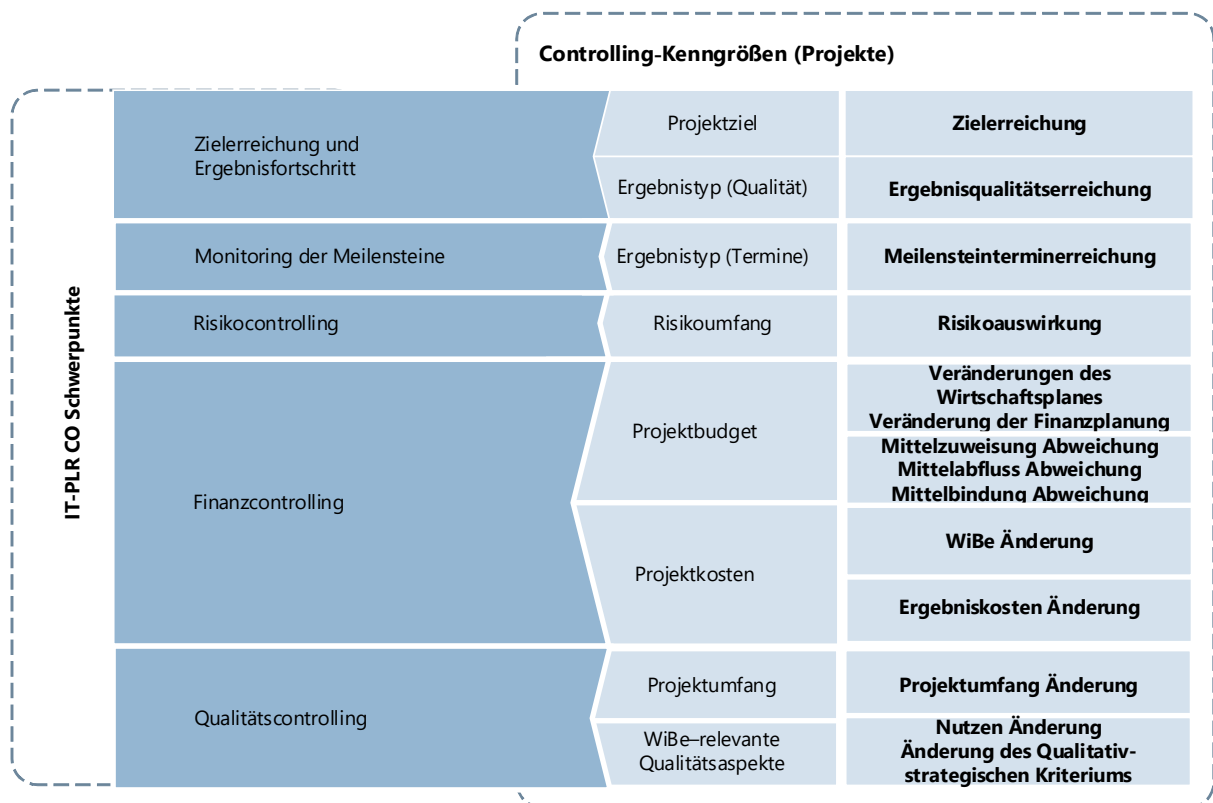 Controlling-Kenngrößen (Projekte)
IT-PLR CO Schwerpunkte
Zielerreichung und
Ergebnisfortschritt
Projektziel
Zielerreichung
Ergebnistyp (Qualität)
Ergebnisqualitätserreichung
Monitoring der Meilensteine
Ergebnistyp (Termine)
Meilensteinterminerreichung
Risikocontrolling
Risikoumfang
Risikoauswirkung
Finanzcontrolling
Projektbudget
Veränderungen des
Wirtschaftsplanes
Veränderung der Finanzplanung
Mittelzuweisung Abweichung
Mittelabfluss Abweichung
Mittelbindung Abweichung
Projektkosten
WiBe Änderung
Ergebniskosten Änderung
Qualitätscontrolling
Projektumfang
Projektumfang Änderung
WiBe–relevante
Qualitätsaspekte
Nutzen Änderung
Änderung des Qualitativ-
strategischen Kriteriums